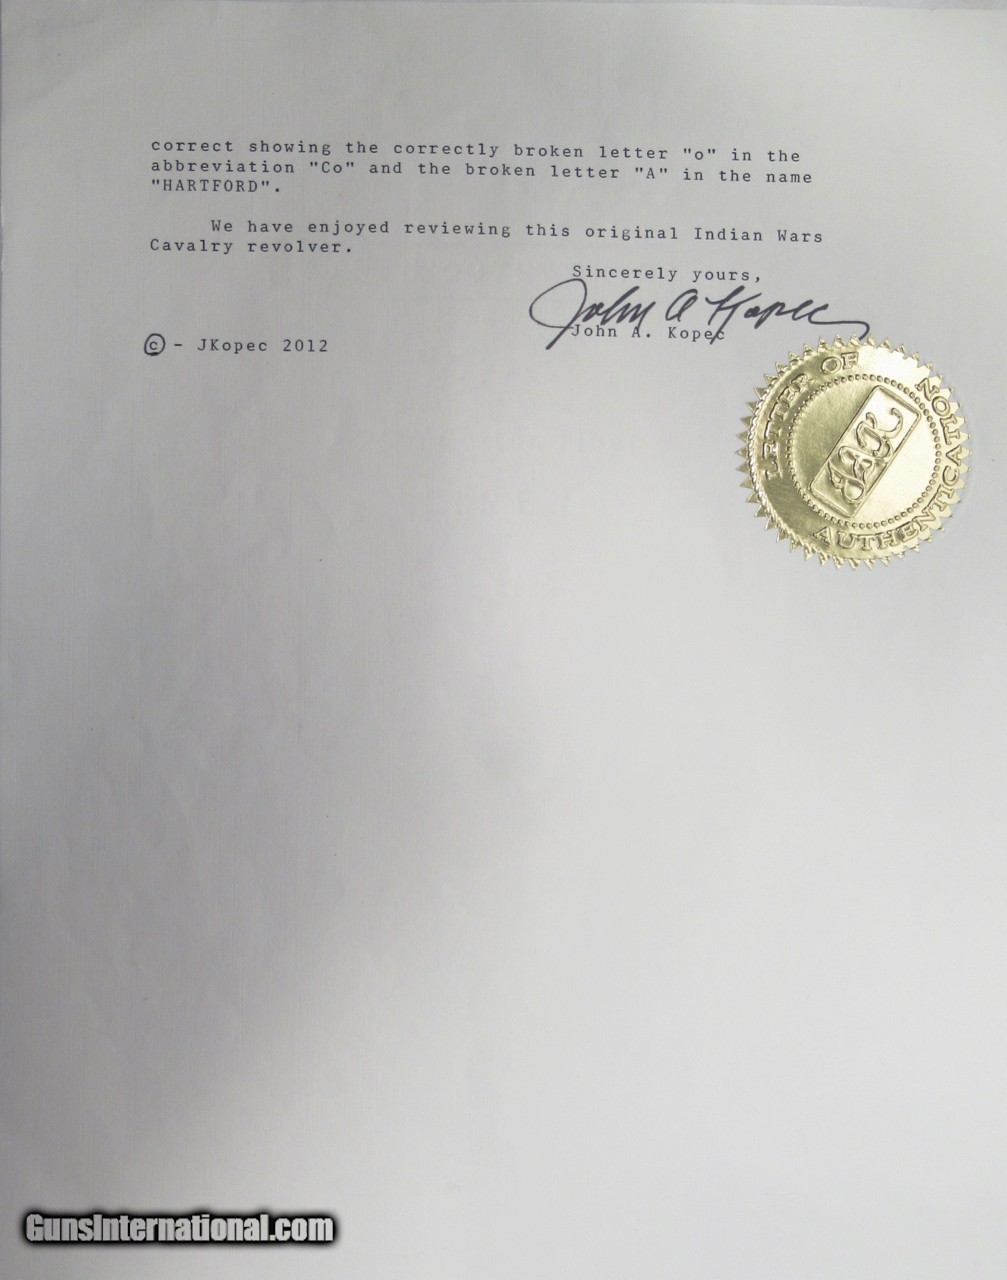 correct showing the correctly broken letter "o" in the
abbreviation "Co" and the broken letter "A" in the name
"HARTFORD".
We have enjoyed reviewing this original Indian Wars
Cavalry revolver.
Sincerely yours,
John A Kopec
John A. Kopec
© - JKopec 2012
LETTER OF AUTHENTICATION
JAK
GunsInternational.com